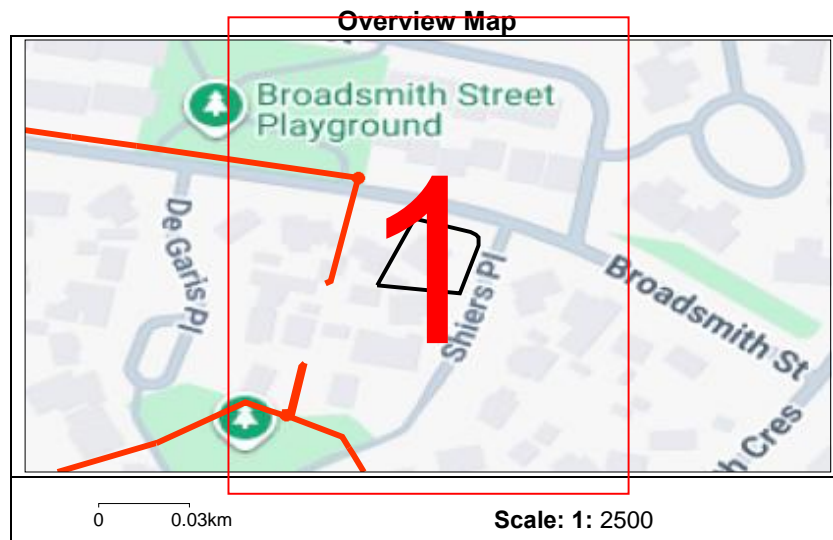 Overview Map
Broadsmith Street
Playground
De Garis Pl
1
Shiers Pl
Broadsmith St
h Cres
0 0.03km
Scale: 1: 2500